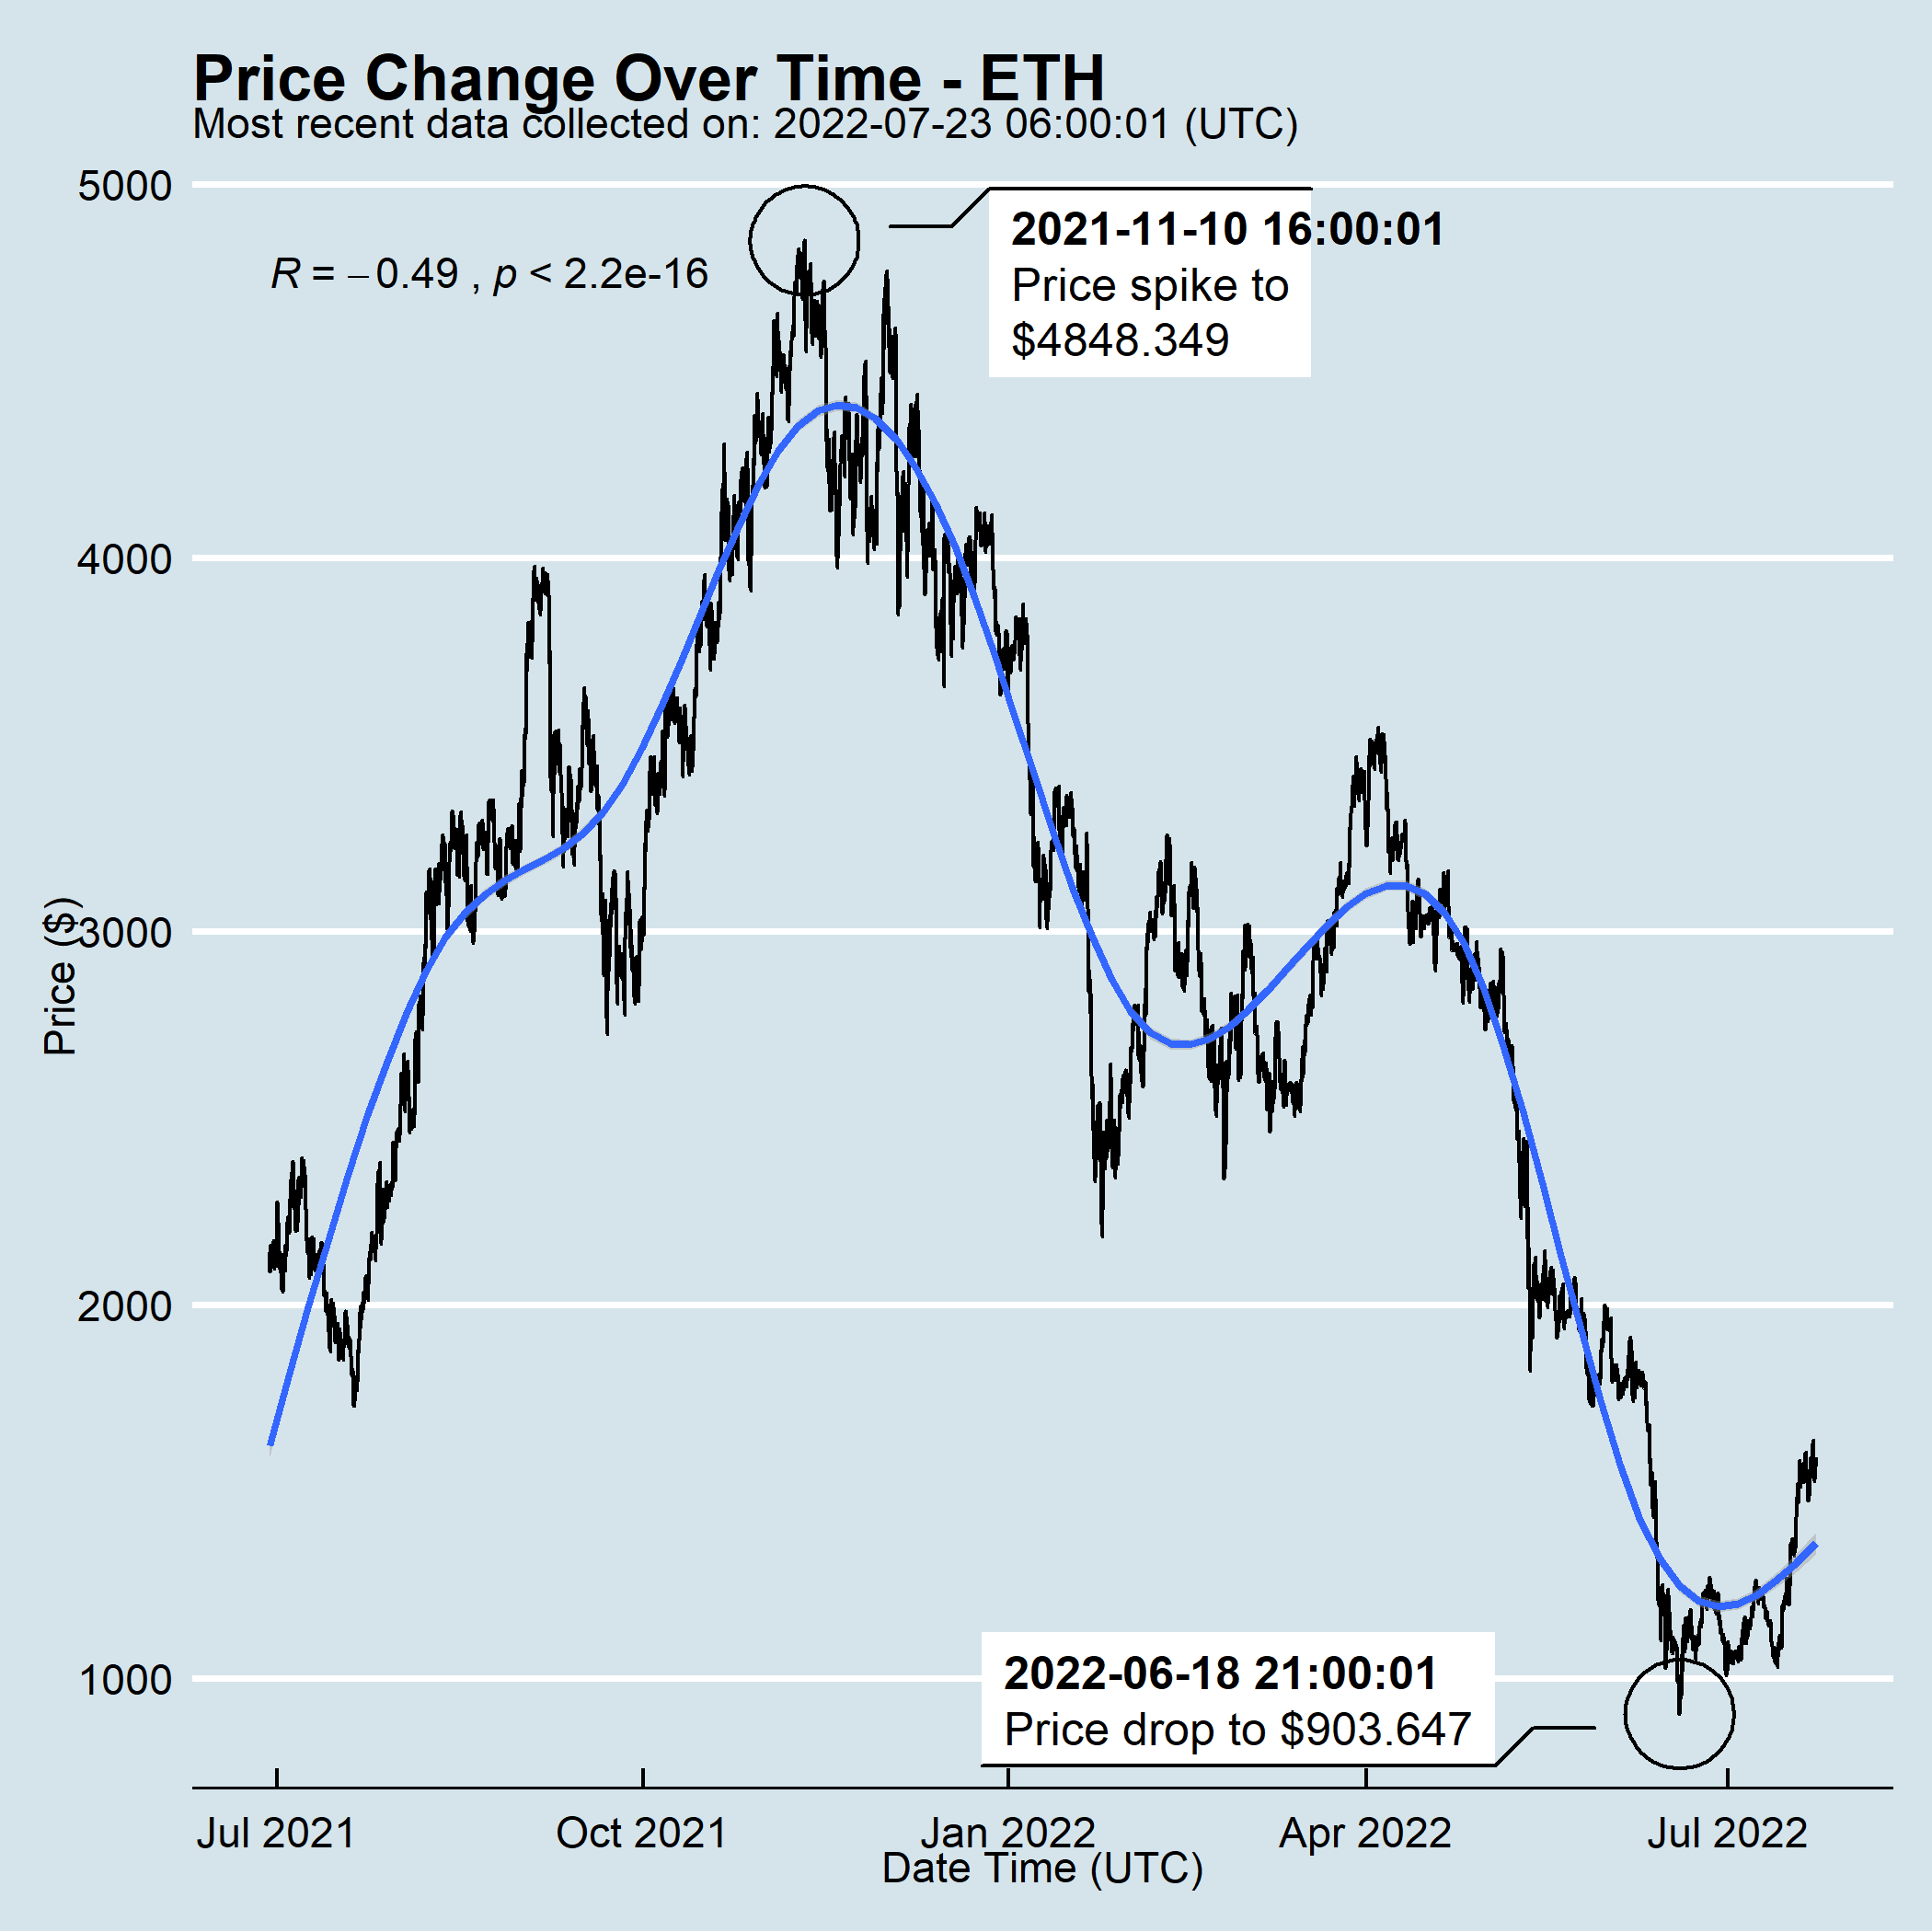 Price Change Over Time - ETH
Most recent data collected on: 2022-07-23 06:00:01 (UTC)
5000
4000
3000
2000
1000
Price ($)
R = −0.49 , p < 2.2e-16
2021-11-10 16:00:01
Price spike to
$4848.349
2022-06-18 21:00:01
Price drop to $903.647
Jul 2021
Oct 2021
Jan 2022
Apr 2022
Jul 2022
Date Time (UTC)